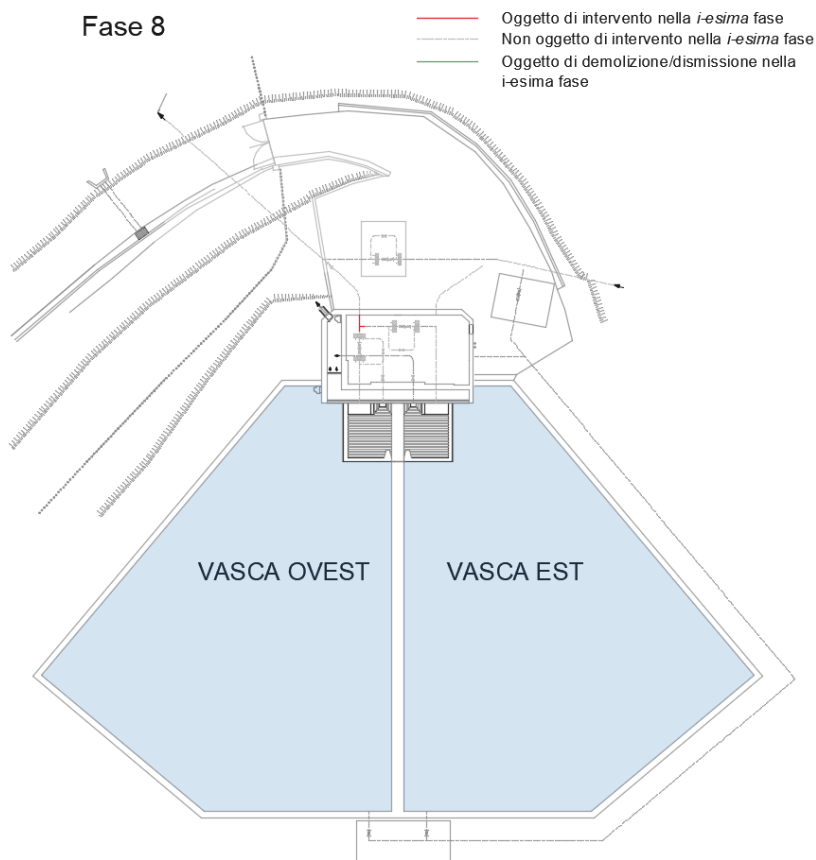 Fase 8
Oggetto di intervento nella i-esima fase
Non oggetto di intervento nella i-esima fase
Oggetto di demolizione/dismissione nella
i-esima fase
VASCA OVEST
VASCA EST